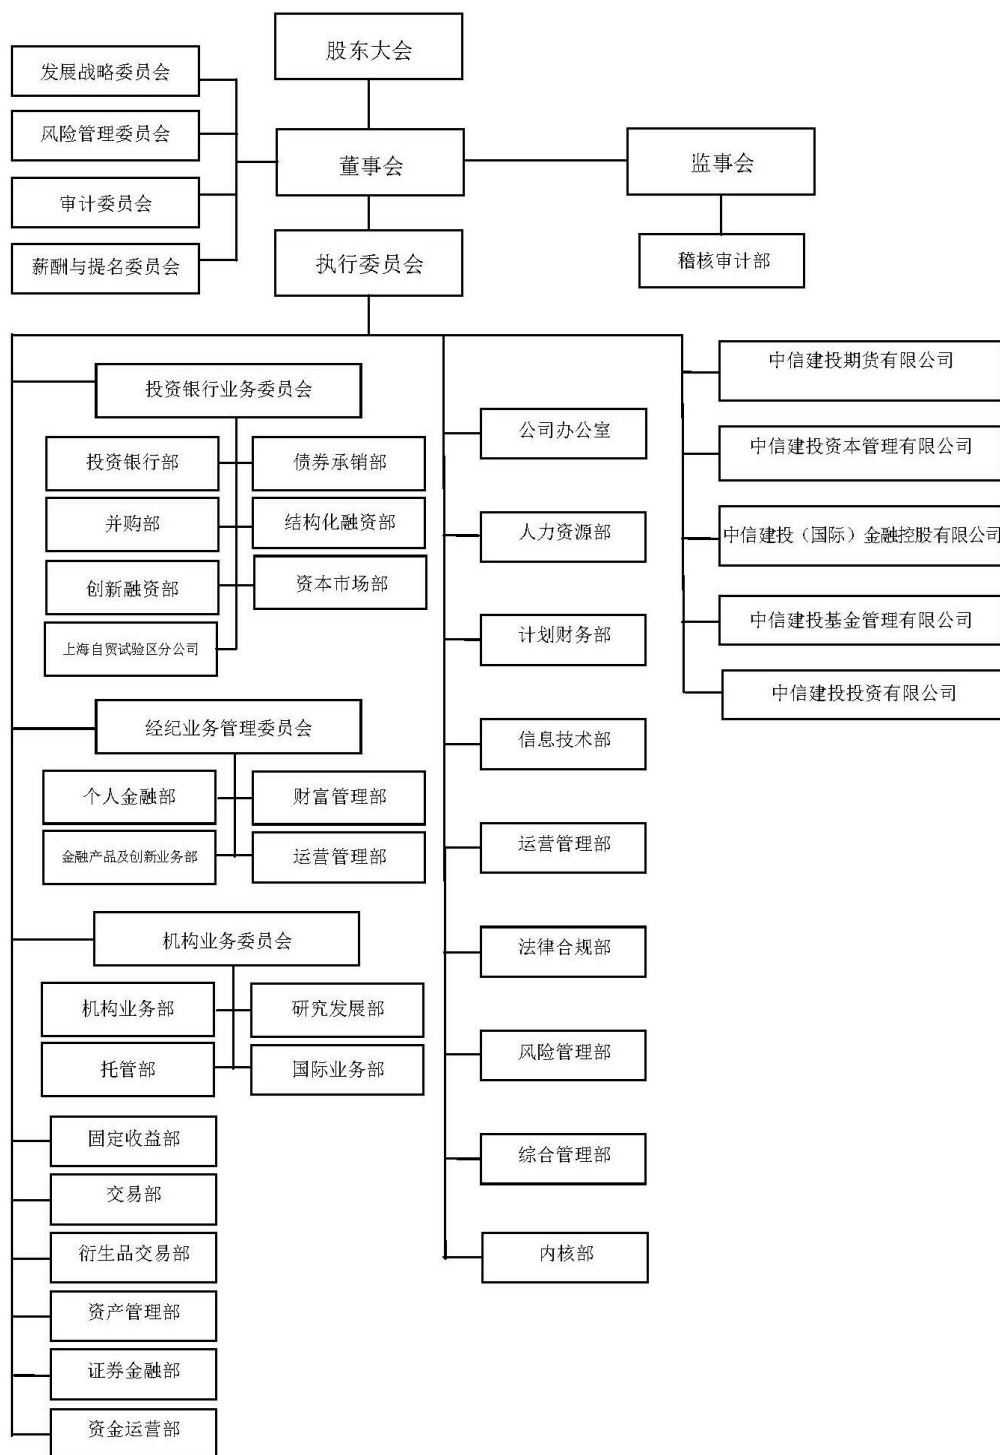 股东大会
发展战略委员会
风险管理委员会
审计委员会
薪酬与提名委员会
董事会
监事会
执行委员会
稽核审计部
投资银行业务委员会
投资银行部
债券承销部
并购部
结构化融资部
创新融资部
资本市场部
上海自贸试验区分公司
经纪业务管理委员会
个人金融部
财富管理部
金融产品及创新业务部
运营管理部
机构业务委员会
机构业务部
研究发展部
托管部
国际业务部
固定收益部
交易部
衍生品交易部
资产管理部
证券金融部
资金运营部
公司办公室
人力资源部
计划财务部
信息技术部
运营管理部
法律合规部
风险管理部
综合管理部
内核部
中信建投期货有限公司
中信建投资本管理有限公司
中信建投（国际）金融控股有限公司
中信建投基金管理有限公司
中信建投投资有限公司